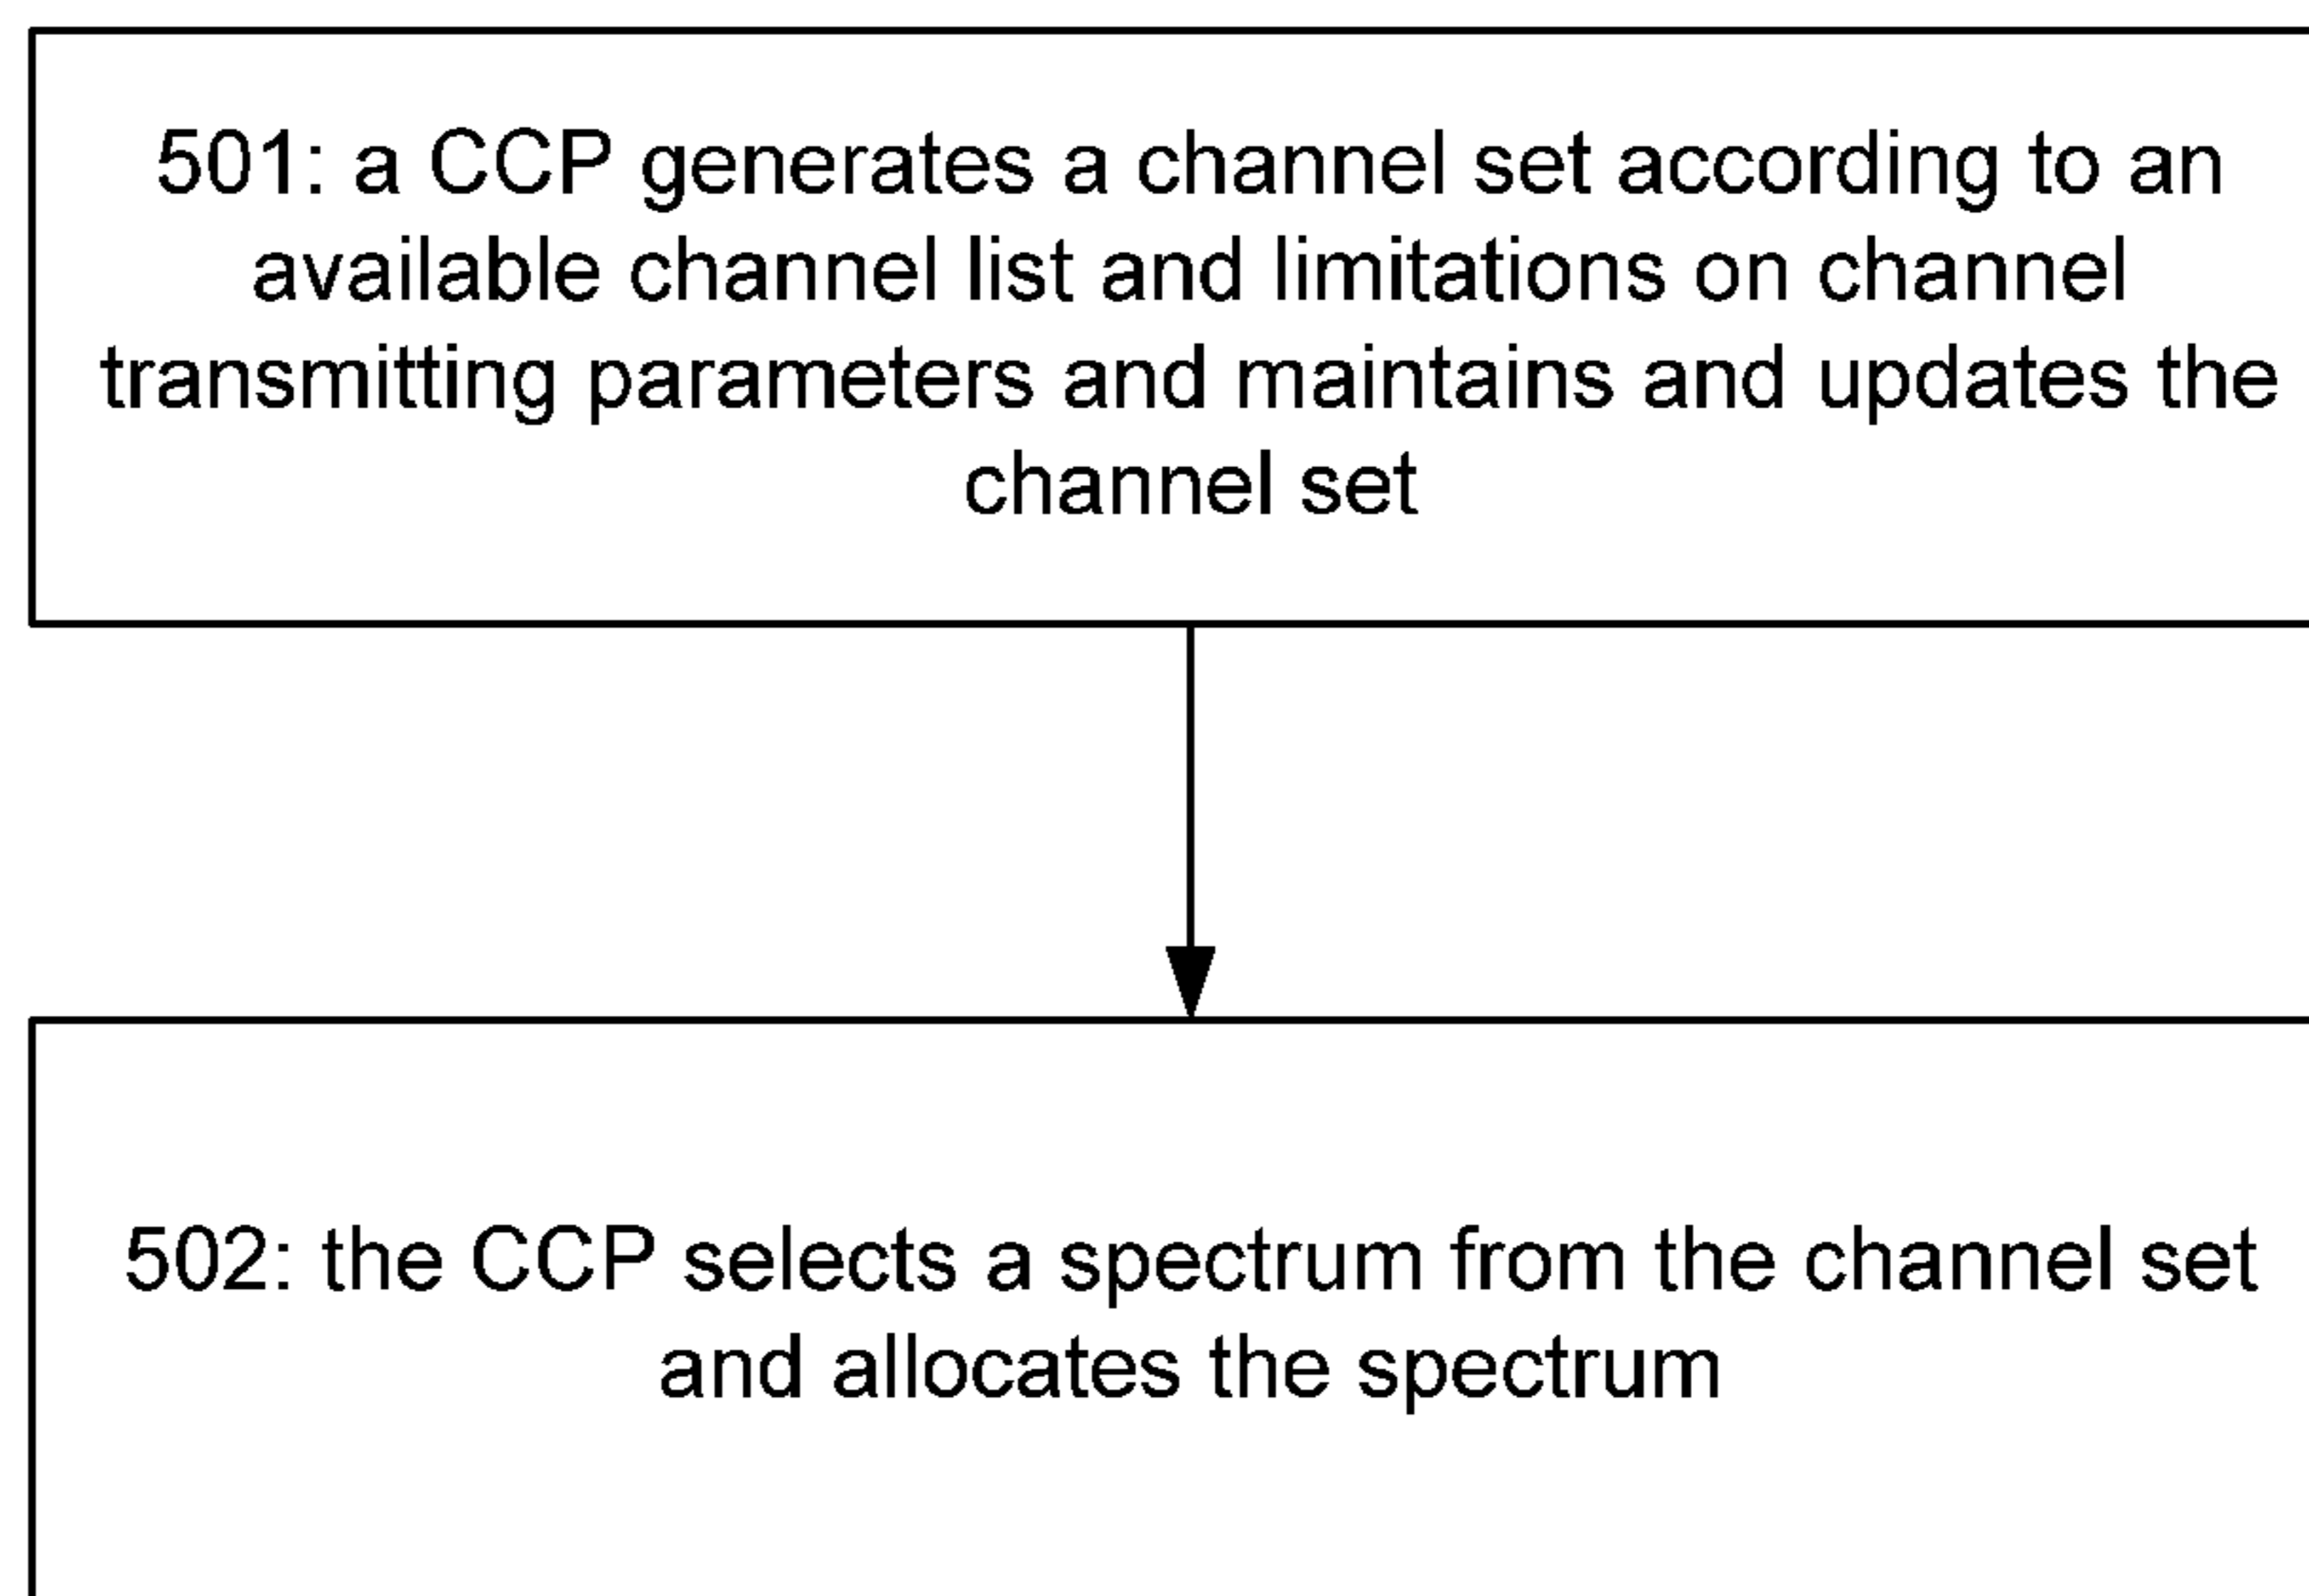 501: a CCP generates a channel set according to an
available channel list and limitations on channel
transmitting parameters and maintains and updates the
channel set
502: the CCP selects a spectrum from the channel set
and allocates the spectrum